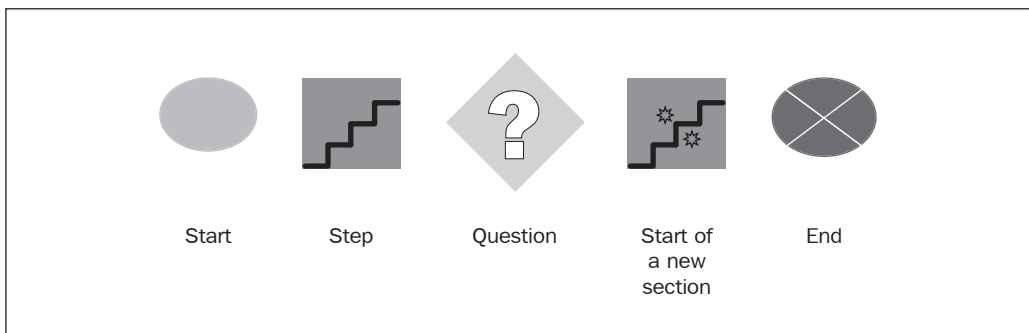 ?
Start
Step
Question
Start of
a new
section
End